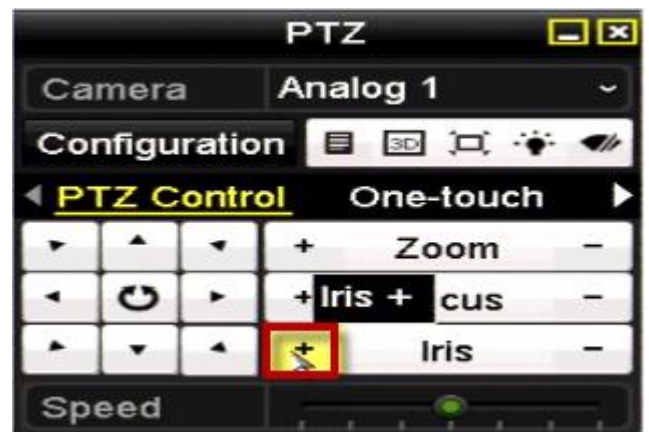 PTZ
Camera Analog 1
Configuration 3D
PTZ Control One-touch
+ Zoom -
+ Iris + cus -
+ Iris -
Speed